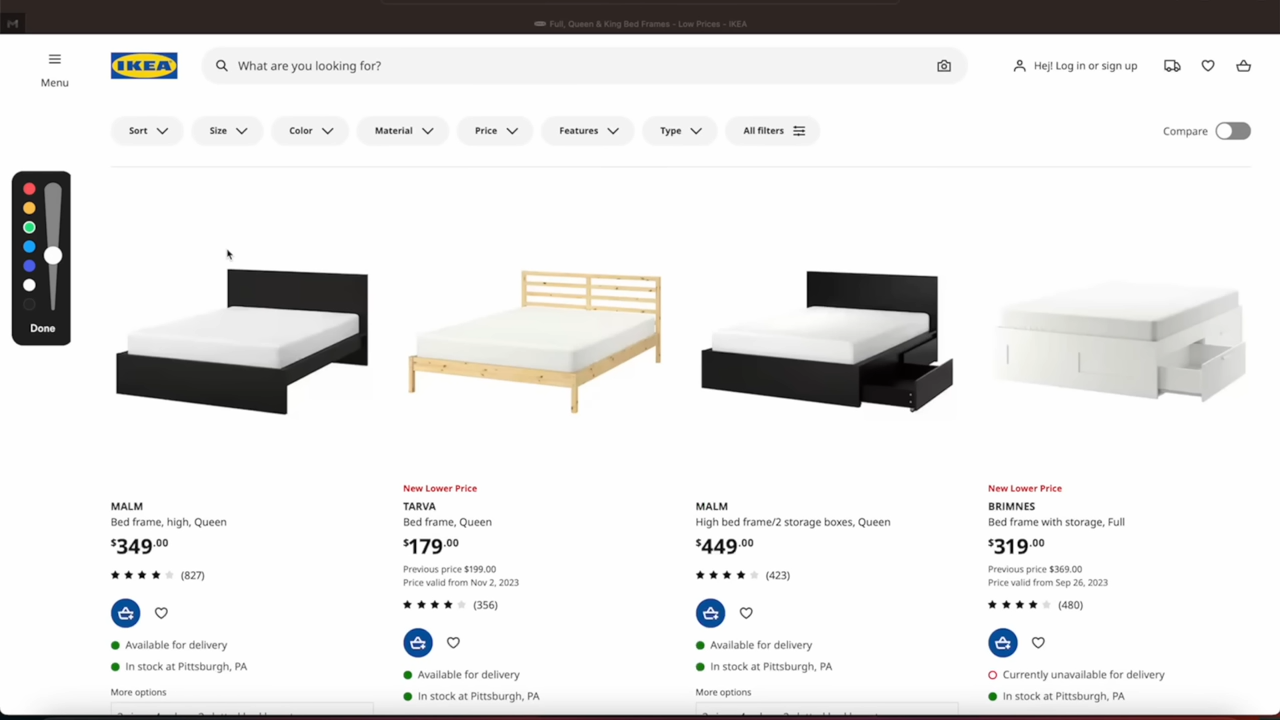 Full, Queen & King Bed Frames - Low Prices - IKEA
Menu
IKEA
What are you looking for?
Hej! Log in or sign up
Sort
Size
Color
Material
Price
Features
Type
All filters
Compare
Done
MALM
Bed frame, high, Queen
$349.00
(827)
Available for delivery
In stock at Pittsburgh, PA
More options
New Lower Price
TARVA
Bed frame, Queen
$179.00
Previous price $199.00
Price valid from Nov 2, 2023
(356)
Available for delivery
In stock at Pittsburgh, PA
MALM
High bed frame/2 storage boxes, Queen
$449.00
(423)
Available for delivery
In stock at Pittsburgh, PA
More options
New Lower Price
BRIMNES
Bed frame with storage, Full
$319.00
Previous price $369.00
Price valid from Sep 26, 2023
(480)
Currently unavailable for delivery
In stock at Pittsburgh, PA